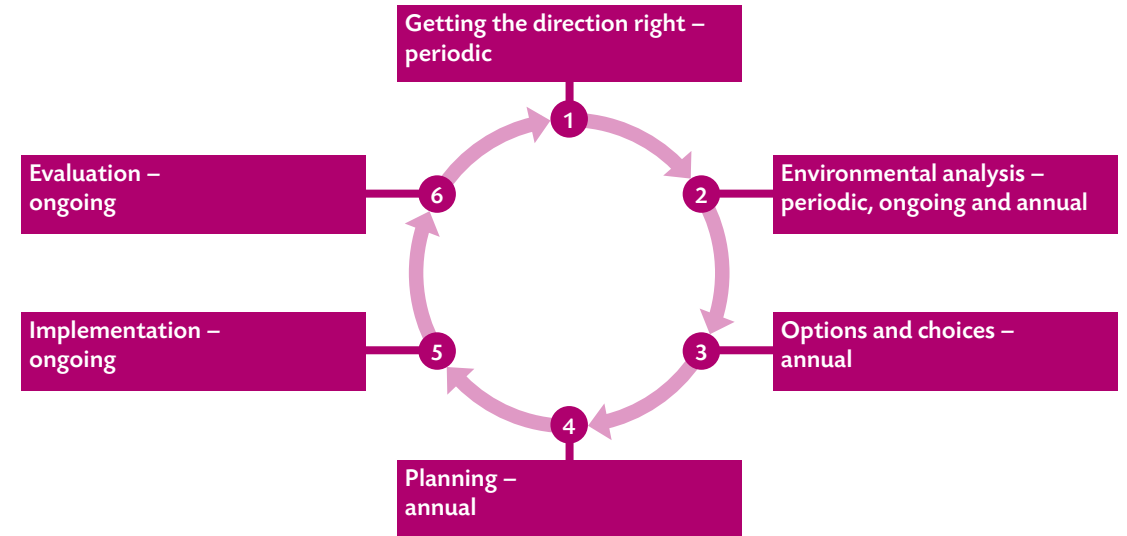 Getting the direction right –
periodic
1
Environmental analysis –
periodic, ongoing and annual
2
Options and choices –
annual
3
Planning –
annual
4
Implementation –
ongoing
5
Evaluation –
ongoing
6